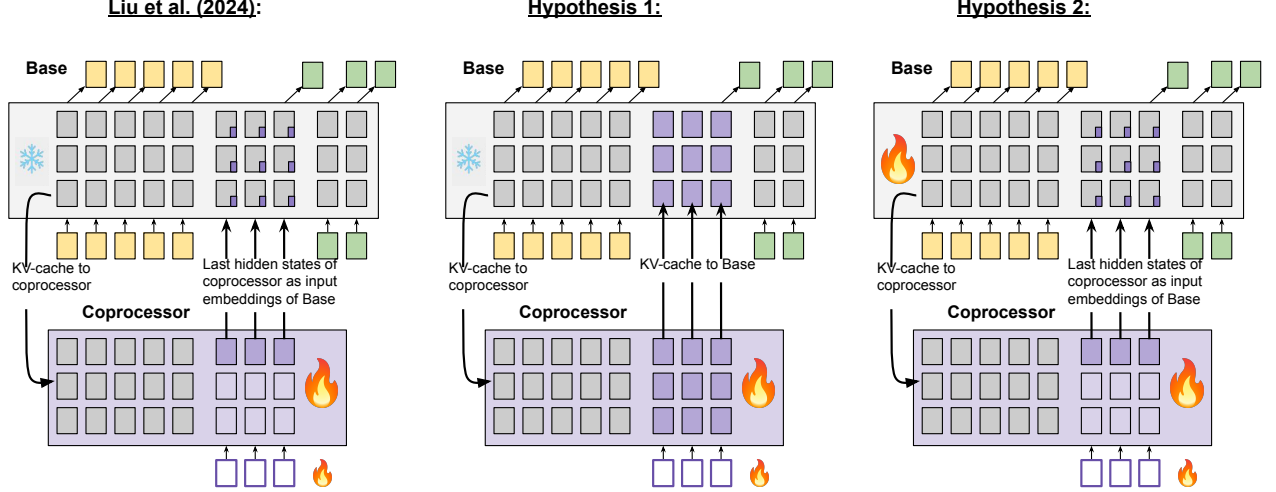 Liu et al. (2024):
Base
KV-cache to
coprocessor
Last hidden states of
coprocessor as input
embeddings of Base
Coprocessor
Hypothesis 1:
Base
KV-cache to
coprocessor
KV-cache to Base
Coprocessor
Hypothesis 2:
Base
KV-cache to
coprocessor
Last hidden states of
coprocessor as input
embeddings of Base
Coprocessor